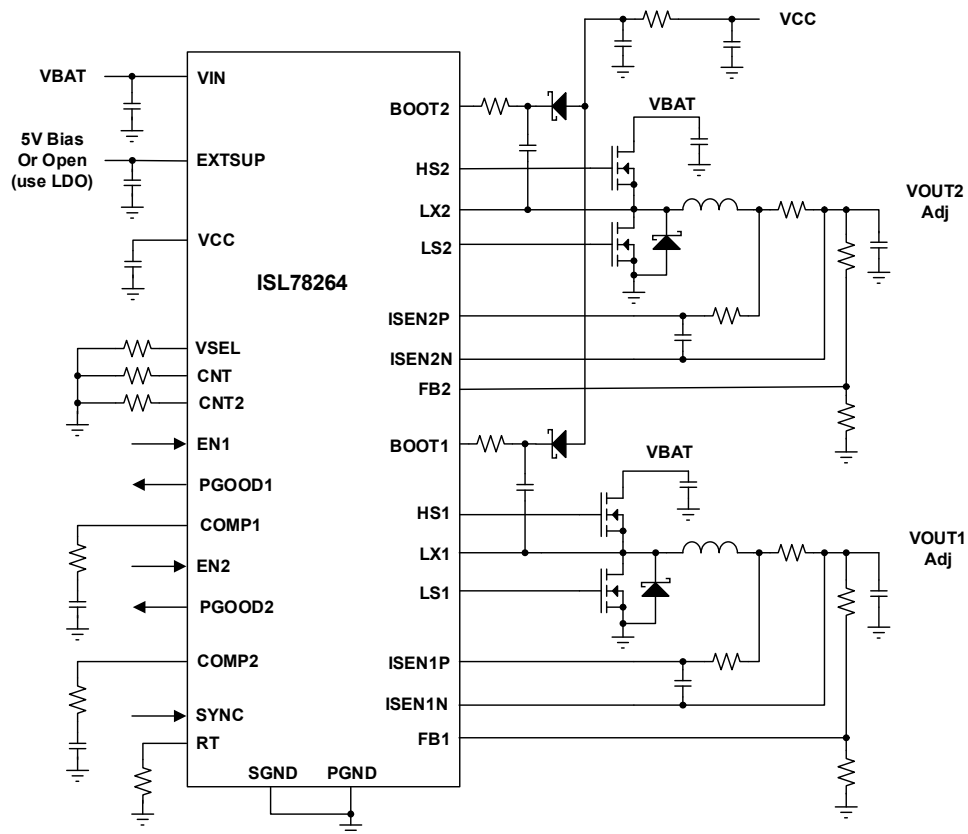 VCC
VBAT
VIN
BOOT2
VBAT
5V Bias
Or Open
(use LDO)
EXTSUP
HS2
LX2
VOUT2
Adj
VCC
LS2
ISL78264
ISEN2P
VSEL
ISEN2N
CNT
FB2
CNT2
EN1
BOOT1
VBAT
PGOOD1
HS1
COMP1
LX1
VOUT1
Adj
EN2
LS1
PGOOD2
COMP2
ISEN1P
ISEN1N
SYNC
FB1
RT
SGND
PGND